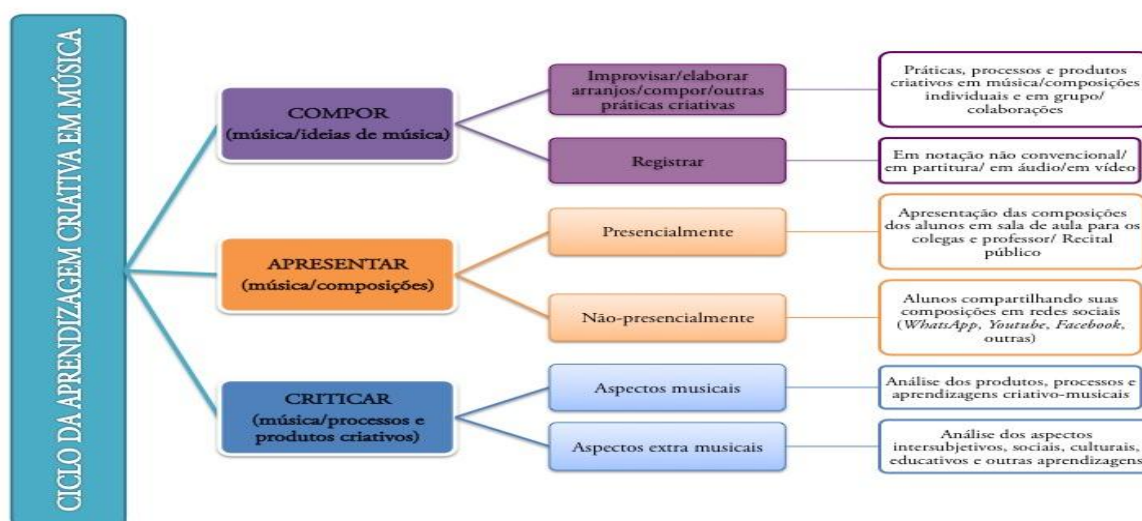 CICLO DA APRENDIZAGEM CRIATIVA EM MÚSICA
COMPOR
(música/ideias de música)
Improvisar/elaborar
arranjos/compor/outras
práticas criativas
Práticas, processos e produtos
criativos em música/composições
individuais e em grupo/
colaborações
Registrar
Em notação não convencional/
em partitura/ em áudio/em vídeo
APRESENTAR
(música/composições)
Presencialmente
Apresentação das composições
dos alunos em sala de aula para os
colegas e professor/ Recital
público
Não-presencialmente
Alunos compartilhando suas
composições em redes sociais
(WhatsApp, Youtube, Facebook,
outras)
CRITICAR
(música/processos e
produtos criativos)
Aspectos musicais
Análise dos produtos, processos e
aprendizagens criativo-musicais
Aspectos extra musicais
Análise dos aspectos
intersubjetivos, sociais, culturais,
educativos e outras aprendizagens